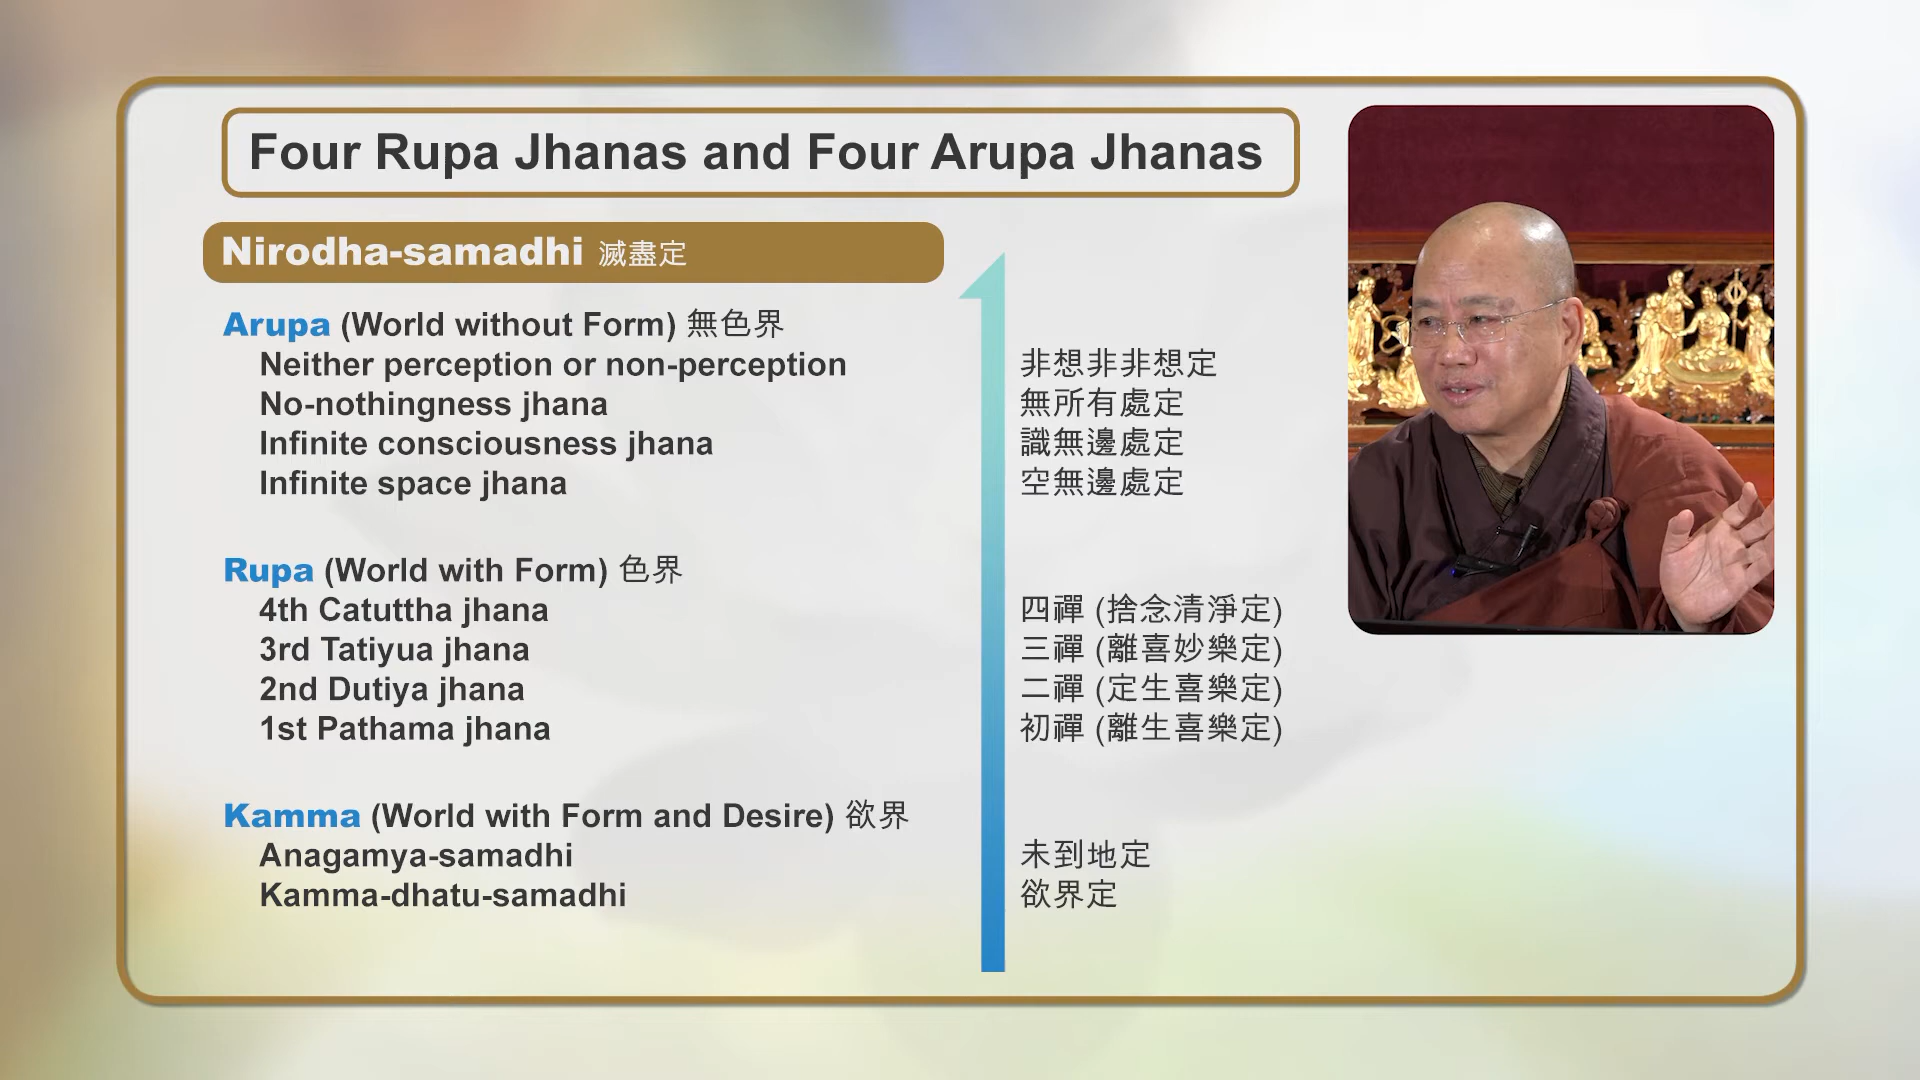 Four Rupa Jhanas and Four Arupa Jhanas
Nirodha-samadhi 滅盡定
Arupa (World without Form) 無色界
Neither perception or non-perception 非想非非想定
No-nothingness jhana 無所有處定
Infinite consciousness jhana 識無邊處定
Infinite space jhana 空無邊處定
Rupa (World with Form) 色界
4th Catuttha jhana 四禪 (捨念清淨定)
3rd Tatiyua jhana 三禪 (離喜妙樂定)
2nd Dutiya jhana 二禪 (定生喜樂定)
1st Pathama jhana 初禪 (離生喜樂定)
Kamma (World with Form and Desire) 欲界
Anagamya-samadhi 未到地定
Kamma-dhatu-samadhi 欲界定